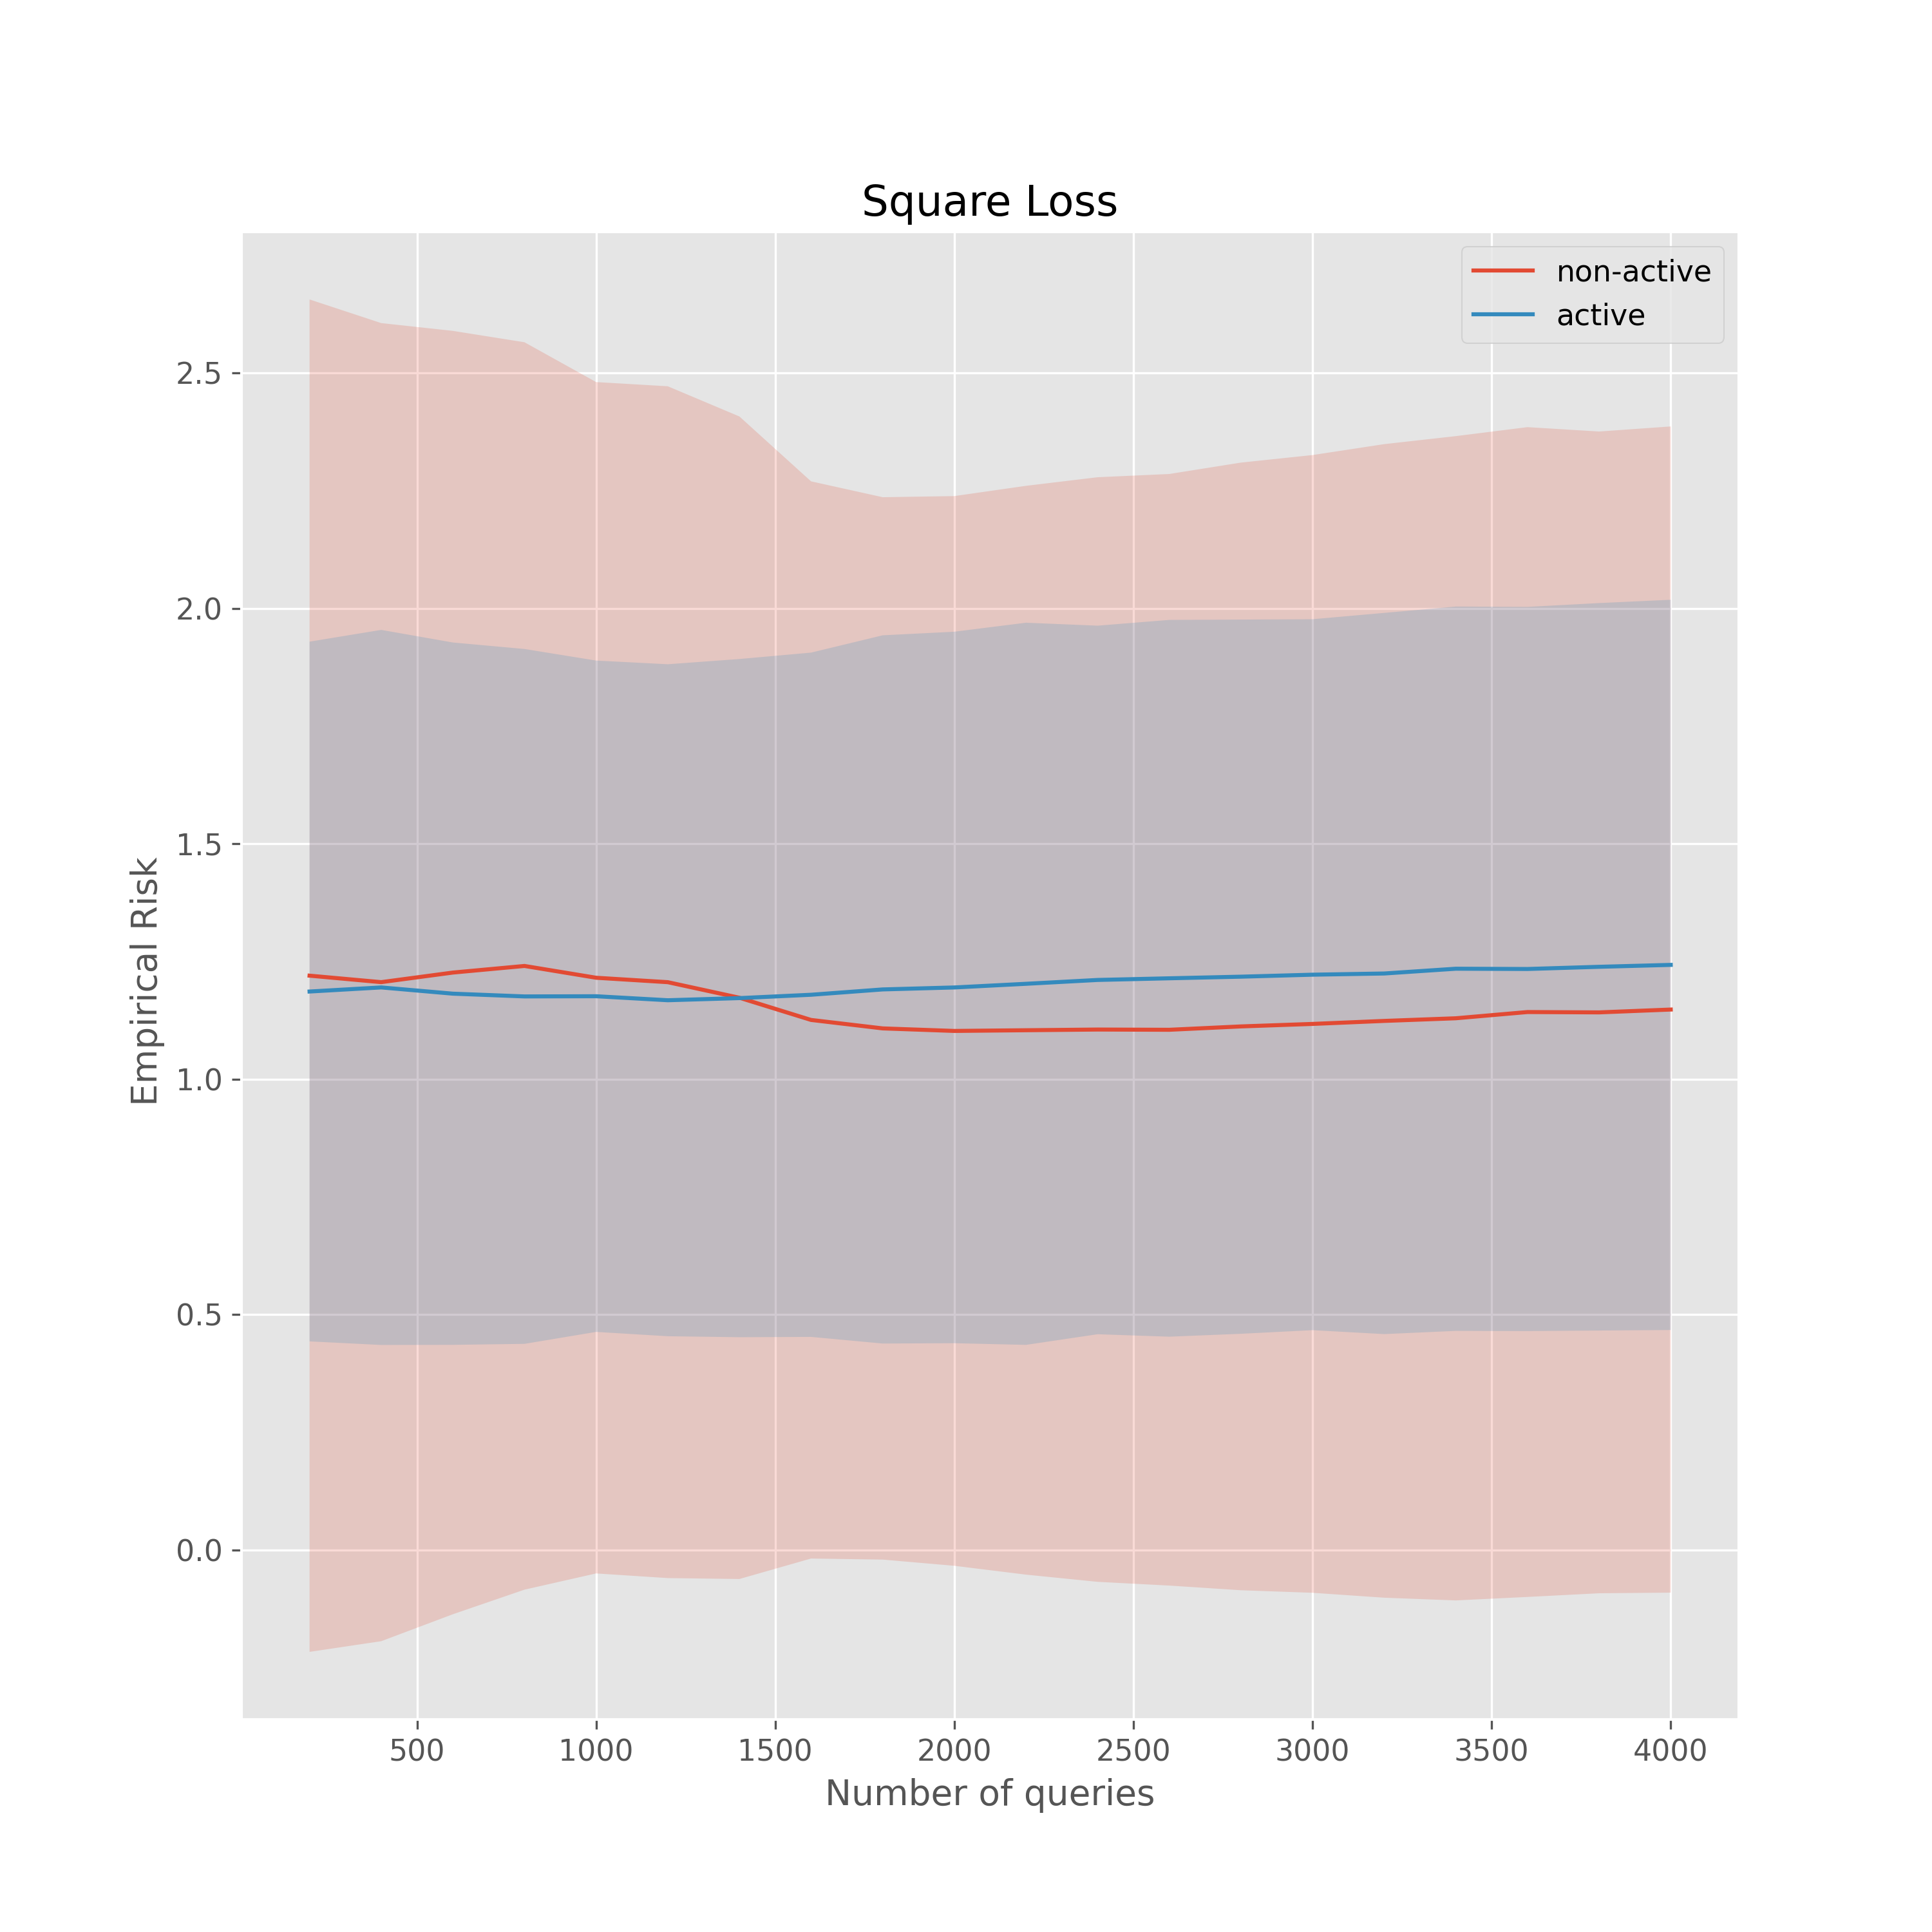 Square Loss
non-active
active
2.5
2.0
1.5
1.0
0.5
0.0
Empirical Risk
500 1000 1500 2000 2500 3000 3500 4000
Number of queries